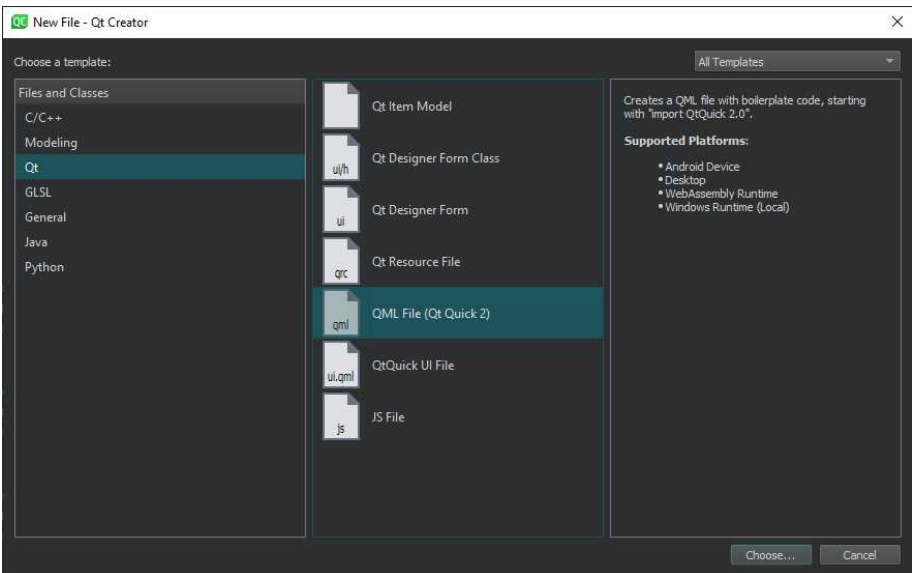 QC New File - Qt Creator
Choose a template:
All Templates
Files and Classes
C/C++
Modeling
Qt
GLSL
General
Java
Python
Qt Item Model
ui/h Qt Designer Form Class
ui Qt Designer Form
qrc Qt Resource File
qml QML File (Qt Quick 2)
ui.qml QtQuick UI File
js JS File
Creates a QML file with boilerplate code, starting
with "import QtQuick 2.0".
Supported Platforms:
• Android Device
• Desktop
• WebAssembly Runtime
• Windows Runtime (Local)
Choose...
Cancel